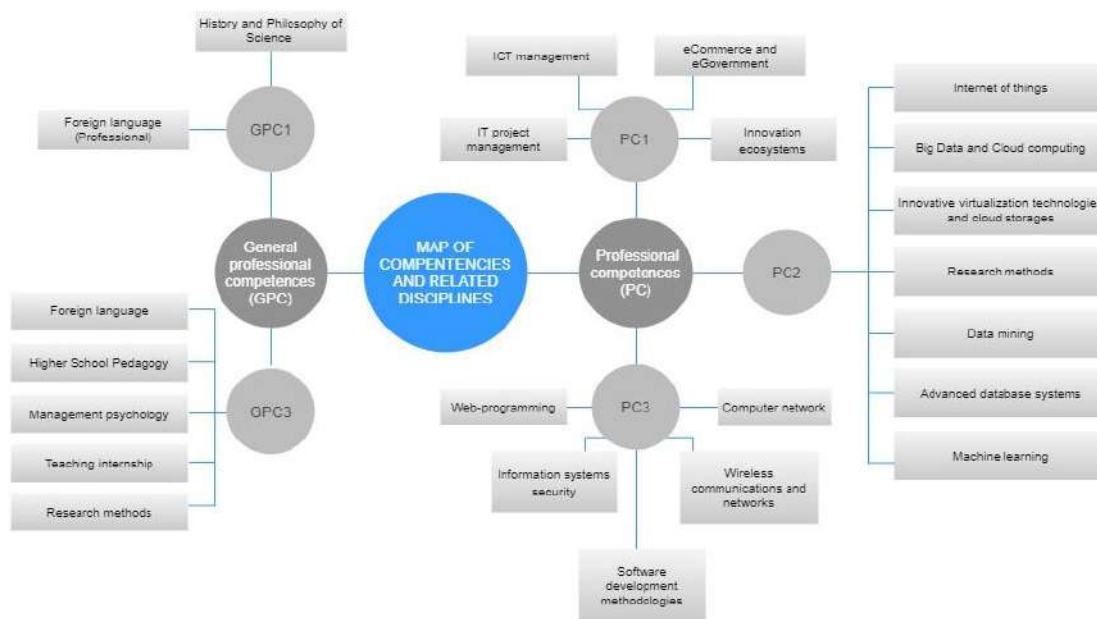 History and Philosophy of
Science
Foreign language
(Professional)
GPC1
General
professional
competences
(GPC)
Foreign language
Higher School Pedagogy
Management psychology
Teaching internship
Research methods
GPC3
MAP OF
COMPENTENCIES
AND RELATED
DISCIPLINES
ICT management
eCommerce and
eGovernment
IT project
management
PC1
Innovation
ecosystems
Professional
competences
(PC)
PC2
Internet of things
Big Data and Cloud computing
Innovative virtualization technologie
and cloud storages
Research methods
Data mining
Advanced database systems
Machine learning
Web-programming
PC3
Computer network
Information systems
security
Wireless
communications and
networks
Software
development
methodologies